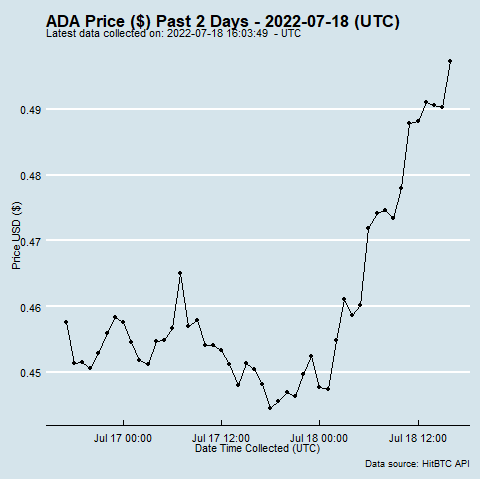 ADA Price ($) Past 2 Days - 2022-07-18 (UTC)
Latest data collected on: 2022-07-18 16:03:49 - UTC
Price USD ($)
0.49
0.48
0.47
0.46
0.45
Jul 17 00:00
Jul 17 12:00
Jul 18 00:00
Jul 18 12:00
Date Time Collected (UTC)
Data source: HitBTC API